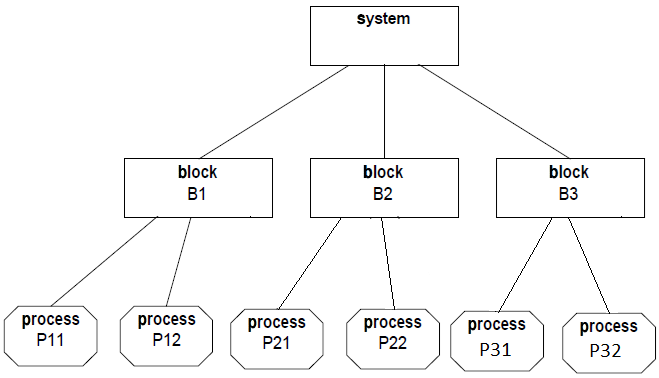 system
block
B1
block
B2
block
B3
process
P11
process
P12
process
P21
process
P22
process
P31
process
P32